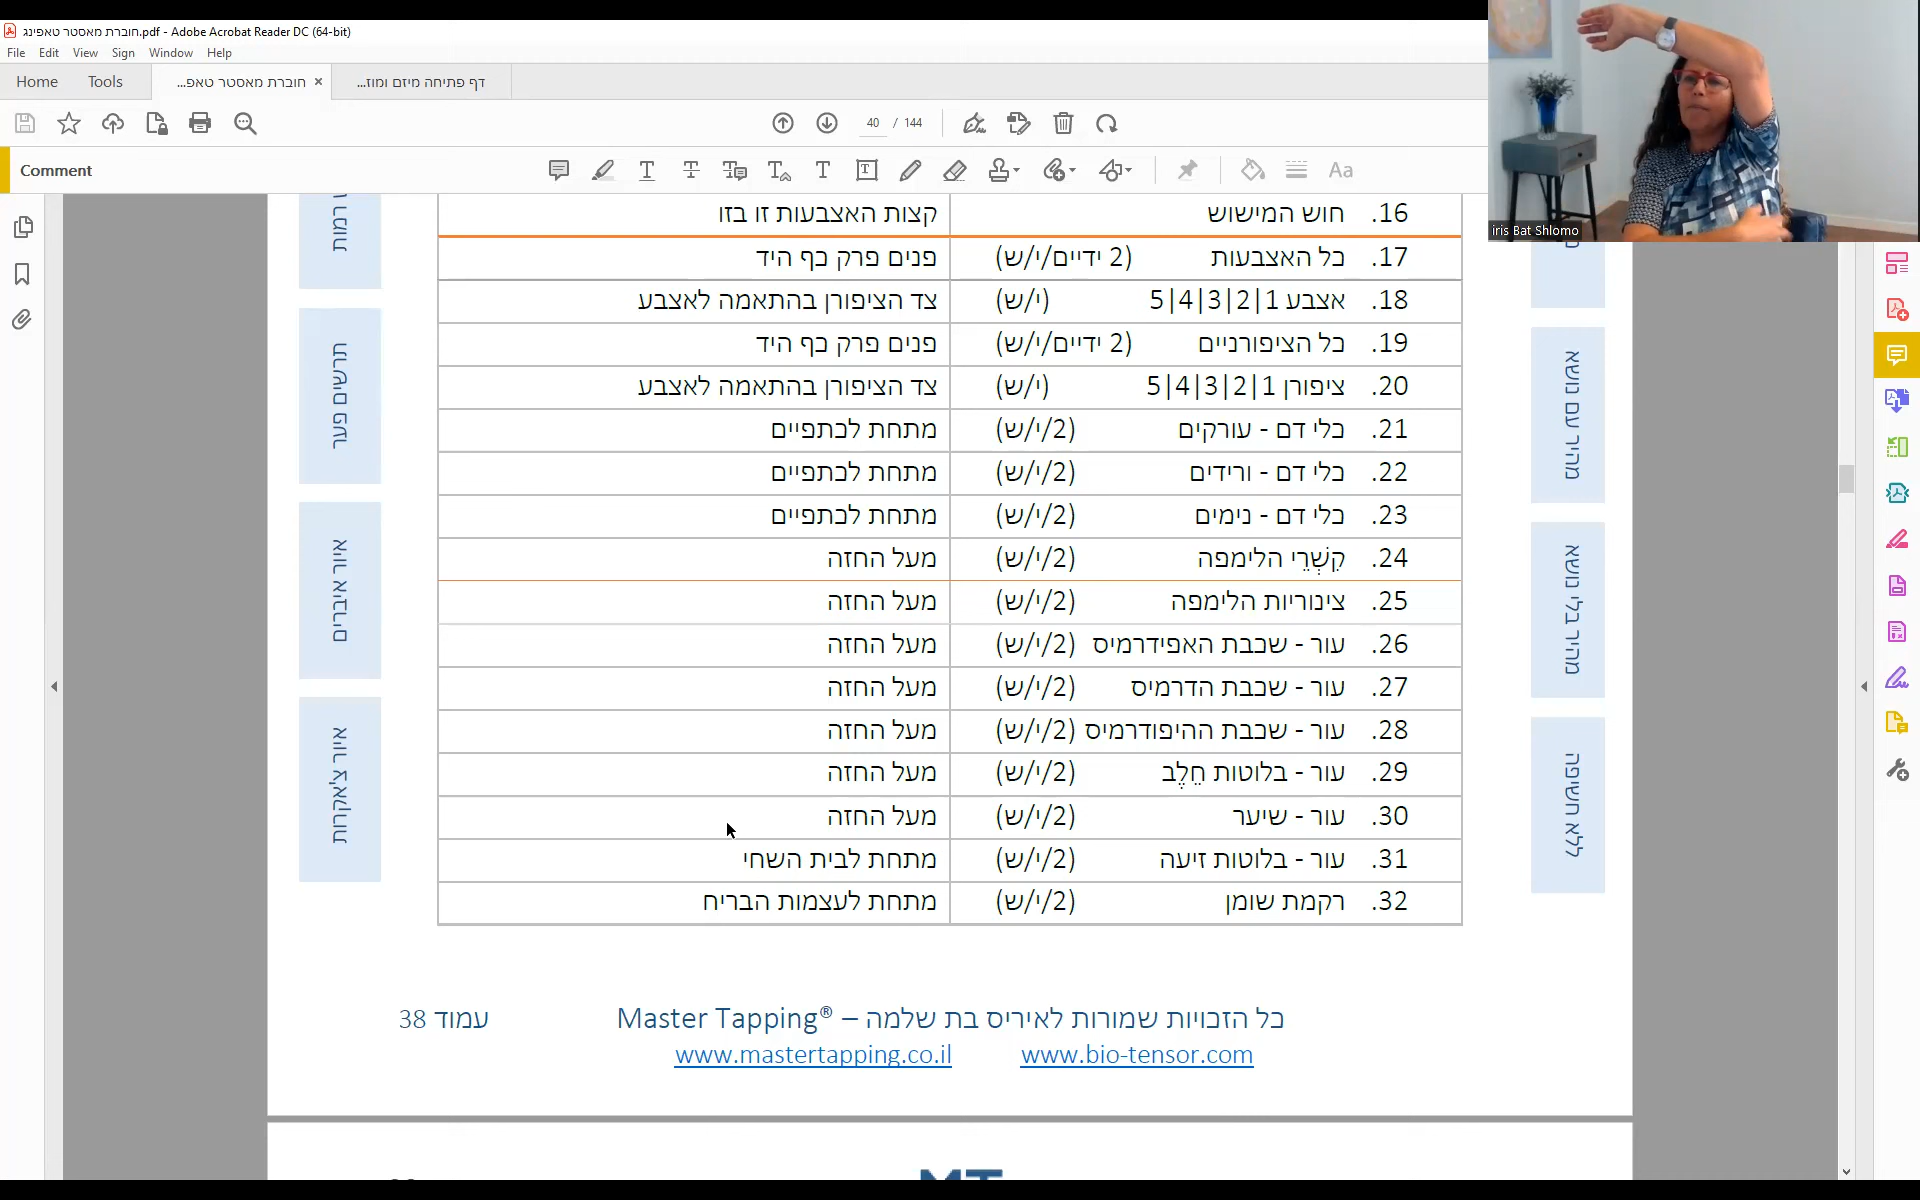 חוברת מאסטר טאפינג.pdf - Adobe Acrobat Reader DC (64-bit)
File Edit View Sign Window Help
Home Tools חוברת מאסטר טאפ... × דף פתיחה מיזם ומוז...
40 / 144
Comment
iris Bat Shlomo
16. חוש המישוש קצות האצבעות זו בזו
17. כל האצבעות (2 ידיים/י/ש) פנים פרק כף היד
18. אצבע 1|2|3|4|5 (י/ש) צד הציפורן בהתאמה לאצבע
19. כל הציפורניים (2 ידיים/י/ש) פנים פרק כף היד
20. ציפורן 1|2|3|4|5 (י/ש) צד הציפורן בהתאמה לאצבע
21. כלי דם - עורקים (2/י/ש) מתחת לכתפיים
22. כלי דם - ורידים (2/י/ש) מתחת לכתפיים
23. כלי דם - נימים (2/י/ש) מתחת לכתפיים
24. קִשְׁרֵי הלימפה (2/י/ש) מעל החזה
25. צינוריות הלימפה (2/י/ש) מעל החזה
26. עור - שכבת האפידרמיס (2/י/ש) מעל החזה
27. עור - שכבת הדרמיס (2/י/ש) מעל החזה
28. עור - שכבת ההיפודרמיס (2/י/ש) מעל החזה
29. עור - בלוטות חֵלֶב (2/י/ש) מעל החזה
30. עור - שיער (2/י/ש) מעל החזה
31. עור - בלוטות זיעה (2/י/ש) מתחת לבית השחי
32. רקמת שומן (2/י/ש) מתחת לעצמות הבריח
מהיר עם נושא
מהיר בלי נושא
ללא חשיפה
תרשים פער
איור איברים
איור צ'אקרות
כל הזכויות שמורות לאיריס בת שלמה – Master Tapping® עמוד 38
www.mastertapping.co.il www.bio-tensor.com